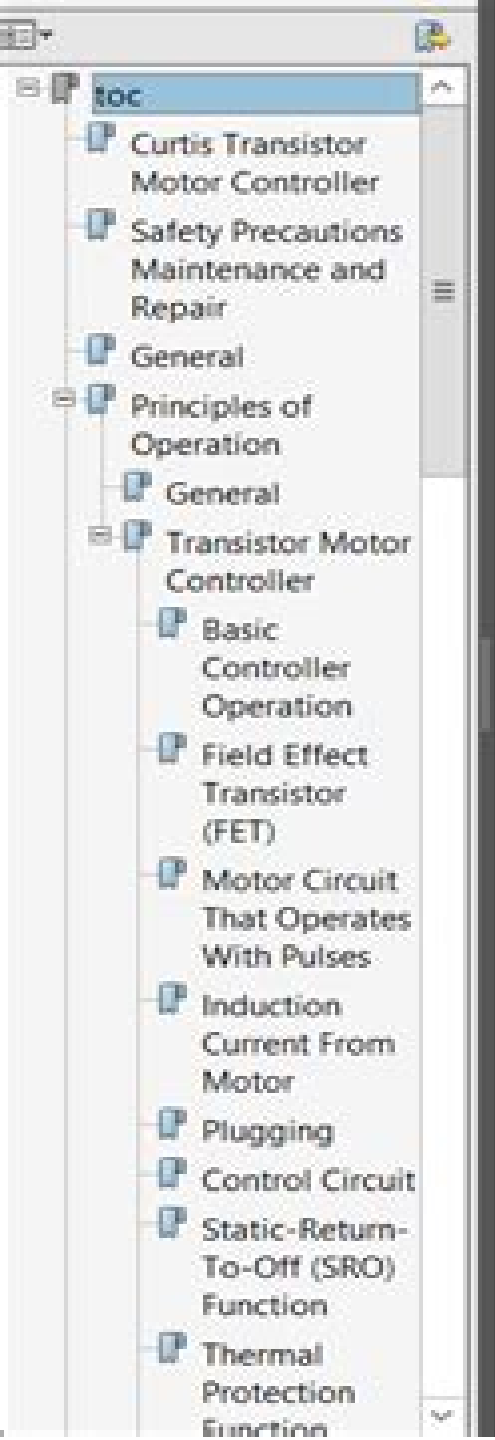 toc
Curtis Transistor
Motor Controller
Safety Precautions
Maintenance and
Repair
General
Principles of
Operation
General
Transistor Motor
Controller
Basic
Controller
Operation
Field Effect
Transistor
(FET)
Motor Circuit
That Operates
With Pulses
Induction
Current From
Motor
Plugging
Control Circuit
Static-Return-
To-Off (SRO)
Function
Thermal
Protection
Function